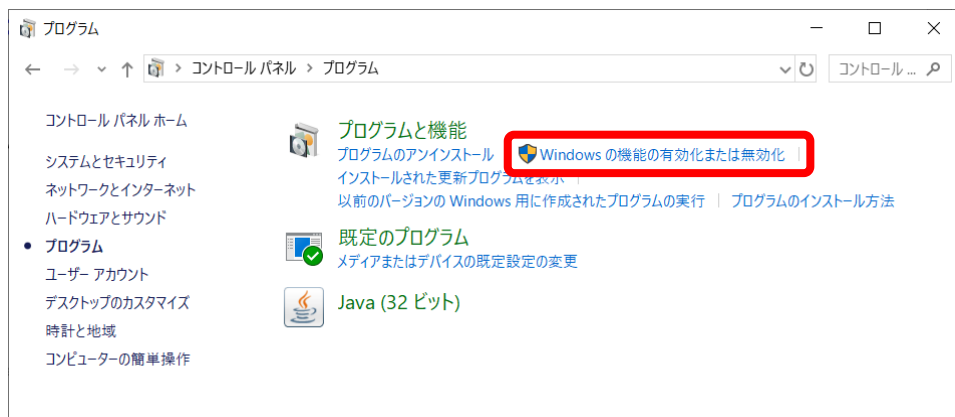 プログラム
コントロール パネル > プログラム
コントロール ...
コントロール パネル ホーム
システムとセキュリティ
ネットワークとインターネット
ハードウェアとサウンド
プログラム
ユーザー アカウント
デスクトップのカスタマイズ
時計と地域
コンピューターの簡単操作
プログラムと機能
プログラムのアンインストール | Windows の機能の有効化または無効化 |
インストールされた更新プログラムを表示 |
以前のバージョンの Windows 用に作成されたプログラムの実行 | プログラムのインストール方法
既定のプログラム
メディアまたはデバイスの既定設定の変更
Java (32 ビット)